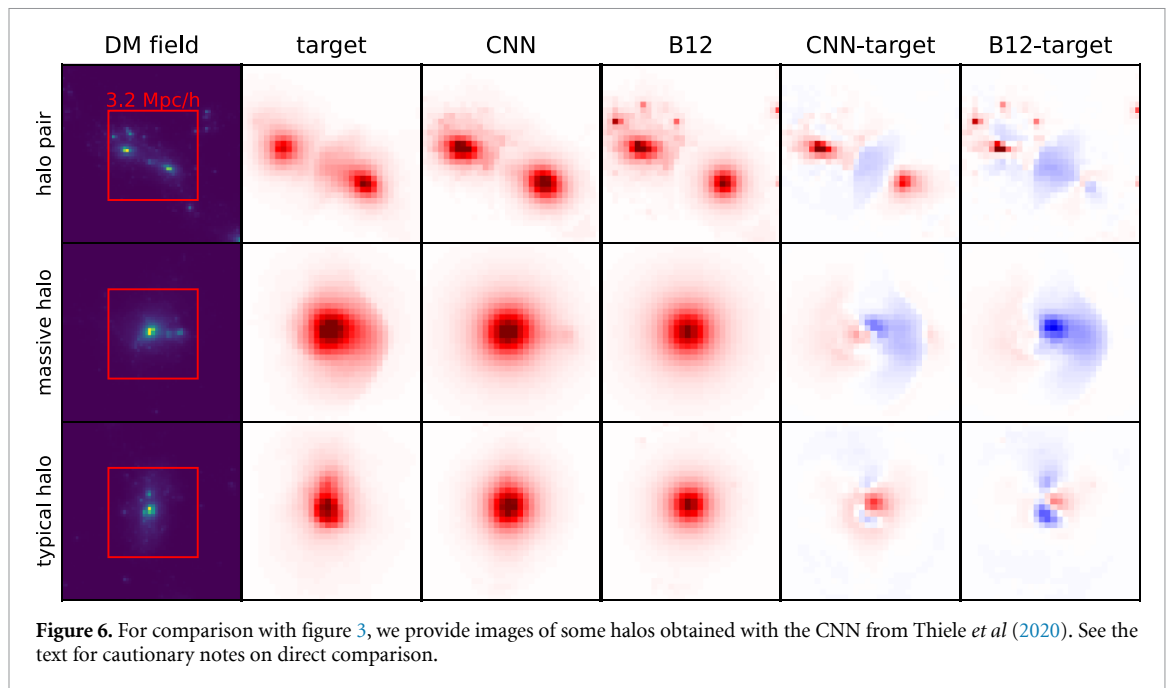 DM field target CNN B12 CNN-target B12-target
3.2 Mpc/h
halo pair
massive halo
typical halo
Figure 6. For comparison with figure 3, we provide images of some halos obtained with the CNN from Thiele et al (2020). See the
text for cautionary notes on direct comparison.